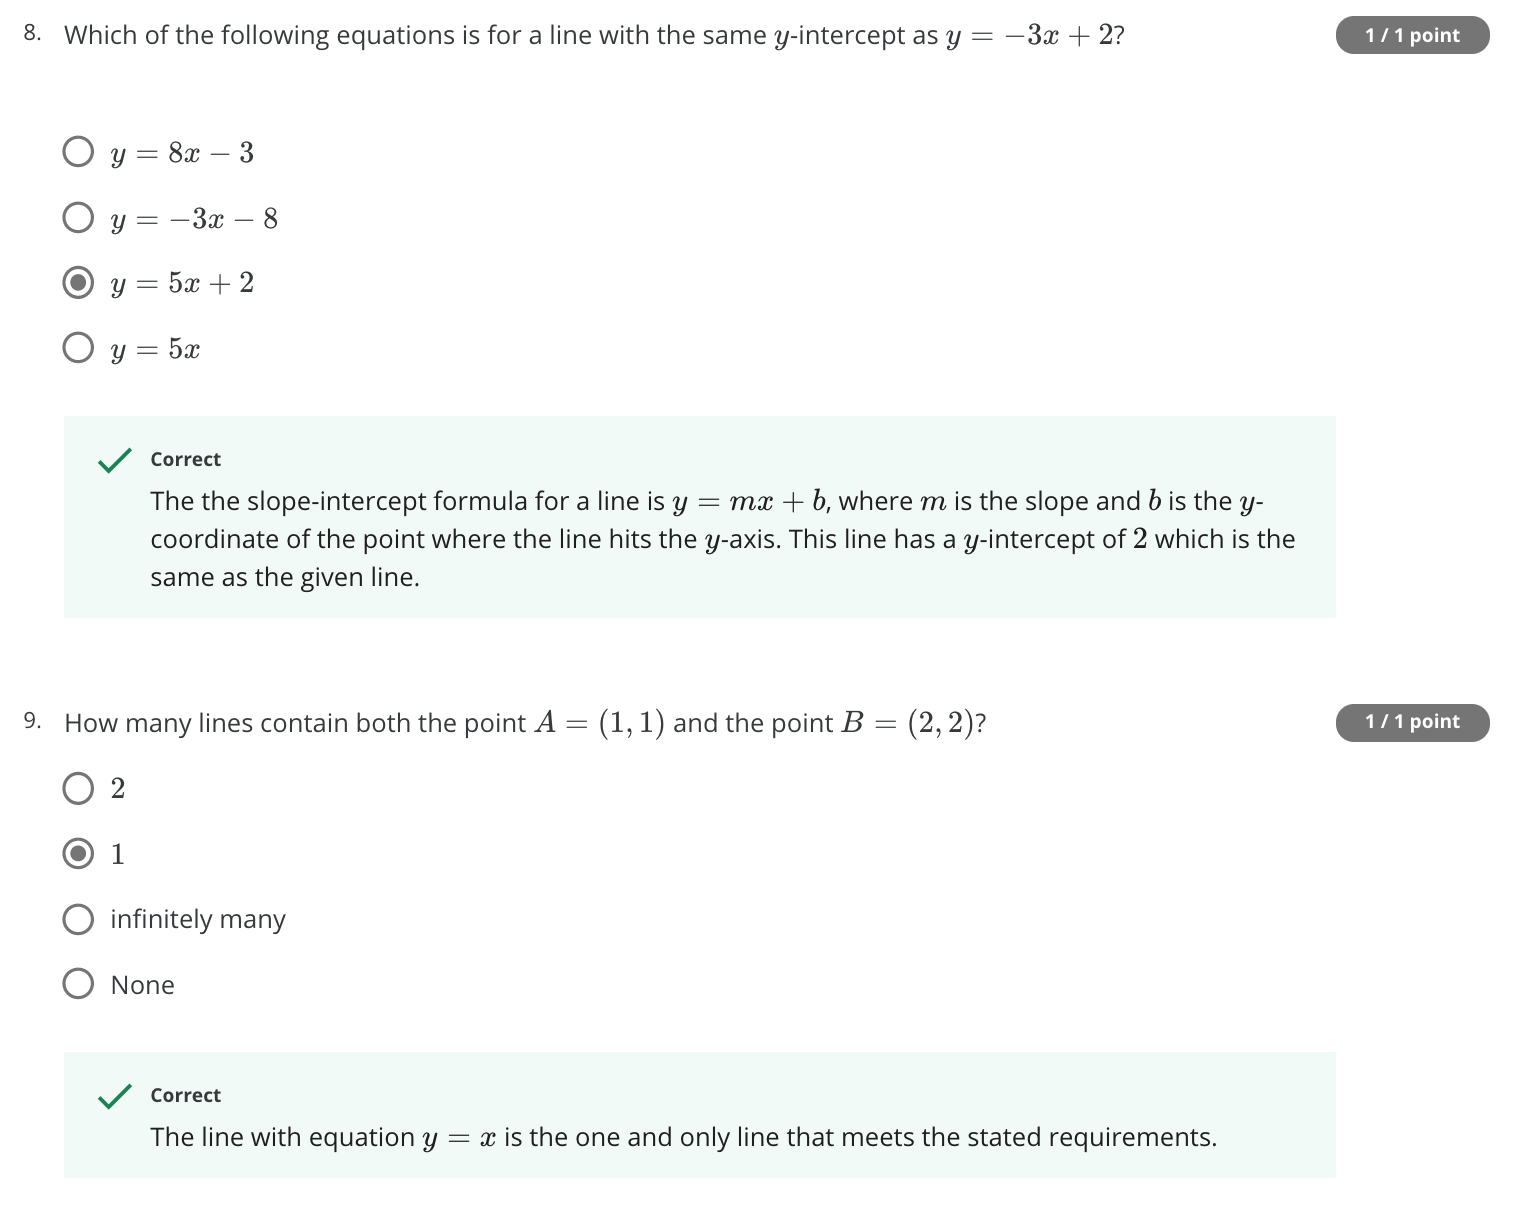 8. Which of the following equations is for a line with the same y-intercept as y = −3x + 2?
1 / 1 point
y = 8x − 3
y = −3x − 8
y = 5x + 2
y = 5x
Correct
The the slope-intercept formula for a line is y = mx + b, where m is the slope and b is the y-
coordinate of the point where the line hits the y-axis. This line has a y-intercept of 2 which is the
same as the given line.
9. How many lines contain both the point A = (1, 1) and the point B = (2, 2)?
1 / 1 point
2
1
infinitely many
None
Correct
The line with equation y = x is the one and only line that meets the stated requirements.